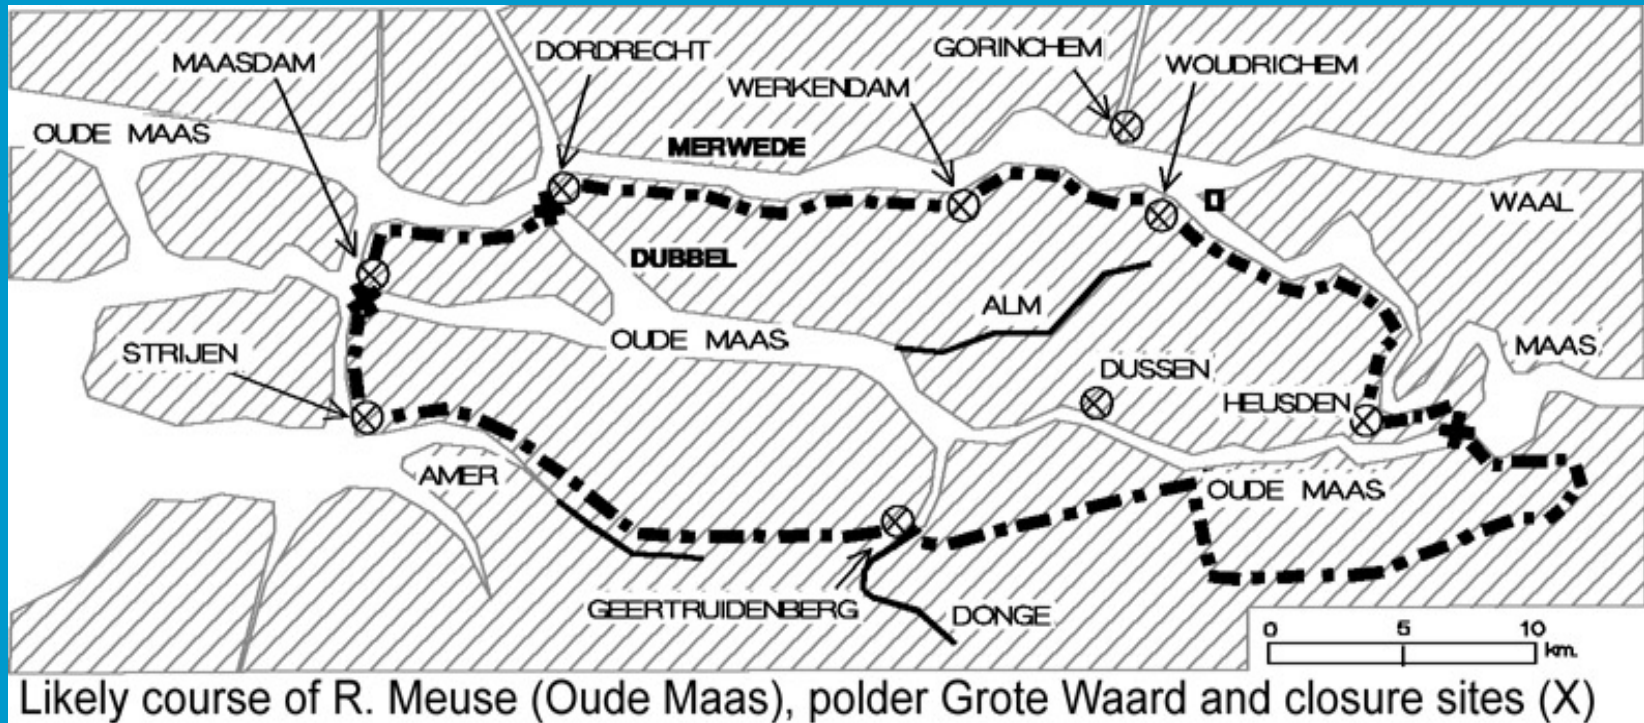 GORINCHEM
DORDRECHT
MAASDAM
WOUDRICHEM
WERKENDAM
OUDE MAAS
MERWEDE
WAAL
DUBBEL
ALM
OUDE MAAS
STRIJEN
MAAS
DUSSEN
HEUSDEN
AMER
OUDE MAAS
GEERTRUIDENBERG
DONGE
0 5 10
km.
Likely course of R. Meuse (Oude Maas), polder Grote Waard and closure sites (X)